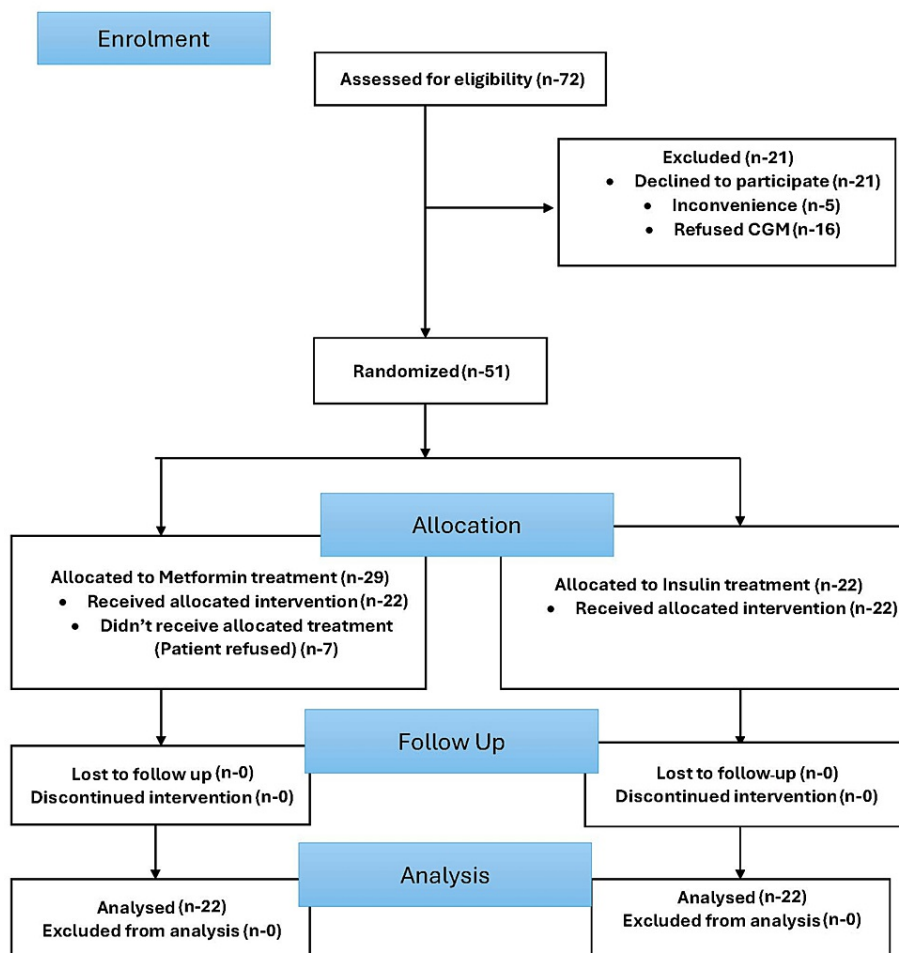 Enrolment
Assessed for eligibility (n-72)
Excluded (n-21)
• Declined to participate (n-21)
• Inconvenience (n-5)
• Refused CGM (n-16)
Randomized (n-51)
Allocation
Allocated to Metformin treatment (n-29)
• Received allocated intervention (n-22)
• Didn't receive allocated treatment
(Patient refused) (n-7)
Allocated to Insulin treatment (n-22)
• Received allocated intervention (n-22)
Follow Up
Lost to follow up (n-0)
Discontinued intervention (n-0)
Lost to follow-up (n-0)
Discontinued intervention (n-0)
Analysis
Analysed (n-22)
Excluded from analysis (n-0)
Analysed (n-22)
Excluded from analysis (n-0)